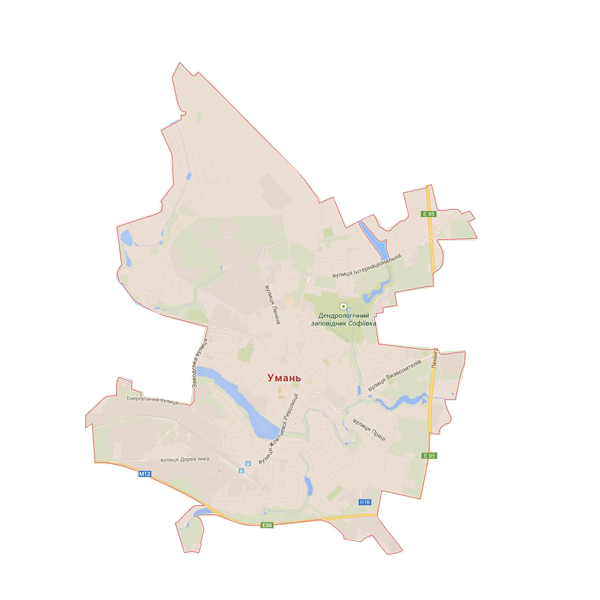 E 95
вулиця Інтернаціональна
вулиця Леніна
Дендрологічний
заповідник Софіївка
Заводська вулиця
Ленін
Умань
вулиця Визволителів
Енергетична вулиця
вулиця Жовтневої Революції
вулиця Праці
вулиця Дерев'янка
E 95
M12
H16
E50